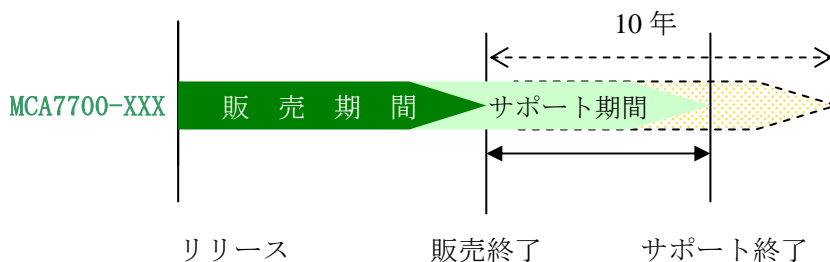 10 年
MCA7700-XXX
販 売 期 間
サポート期間
リリース
販売終了
サポート終了